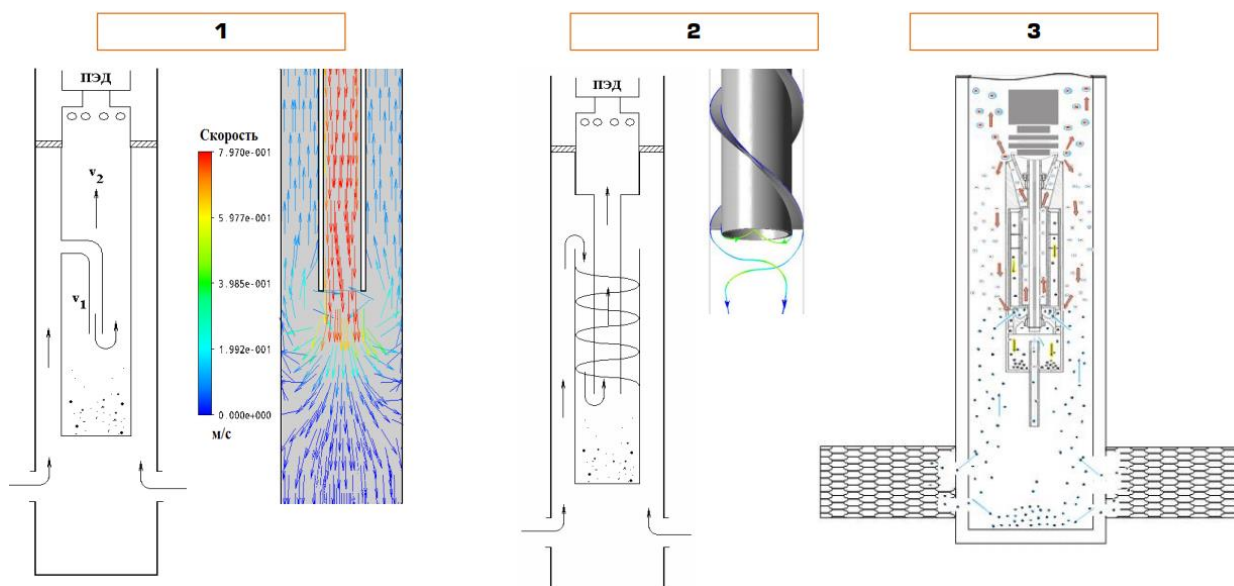 1
2
3
ПЭД
v₂
v₁
Скорость
7.970e-001
5.977e-001
3.985e-001
1.992e-001
0.000e+000
м/с
ПЭД